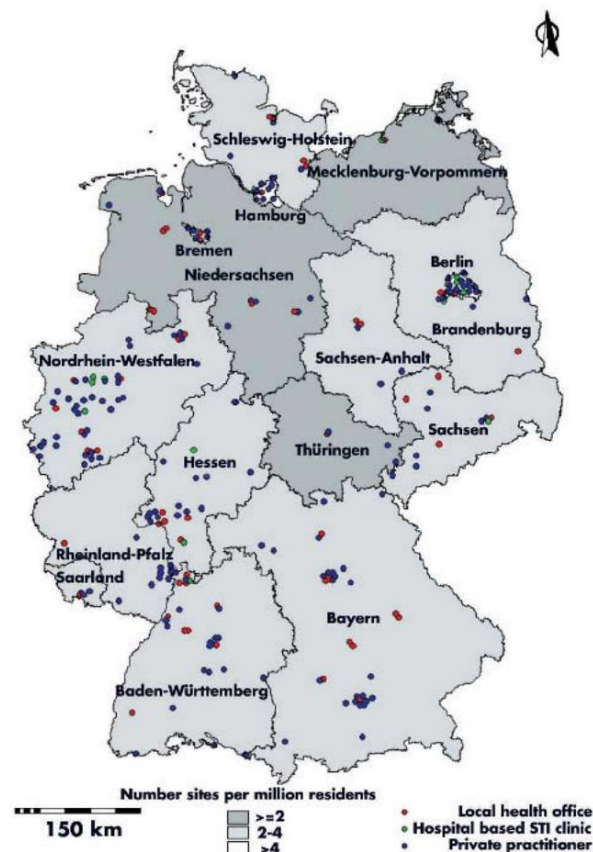 Schleswig-Holstein
Mecklenburg-Vorpommern
Hamburg
Bremen
Niedersachsen
Berlin
Brandenburg
Nordrhein-Westfalen
Sachsen-Anhalt
Sachsen
Thüringen
Hessen
Rheinland-Pfalz
Saarland
Bayern
Baden-Württemberg
Number sites per million residents
>=2
2-4
>4
150 km
Local health office
Hospital based STI clinic
Private practitioner